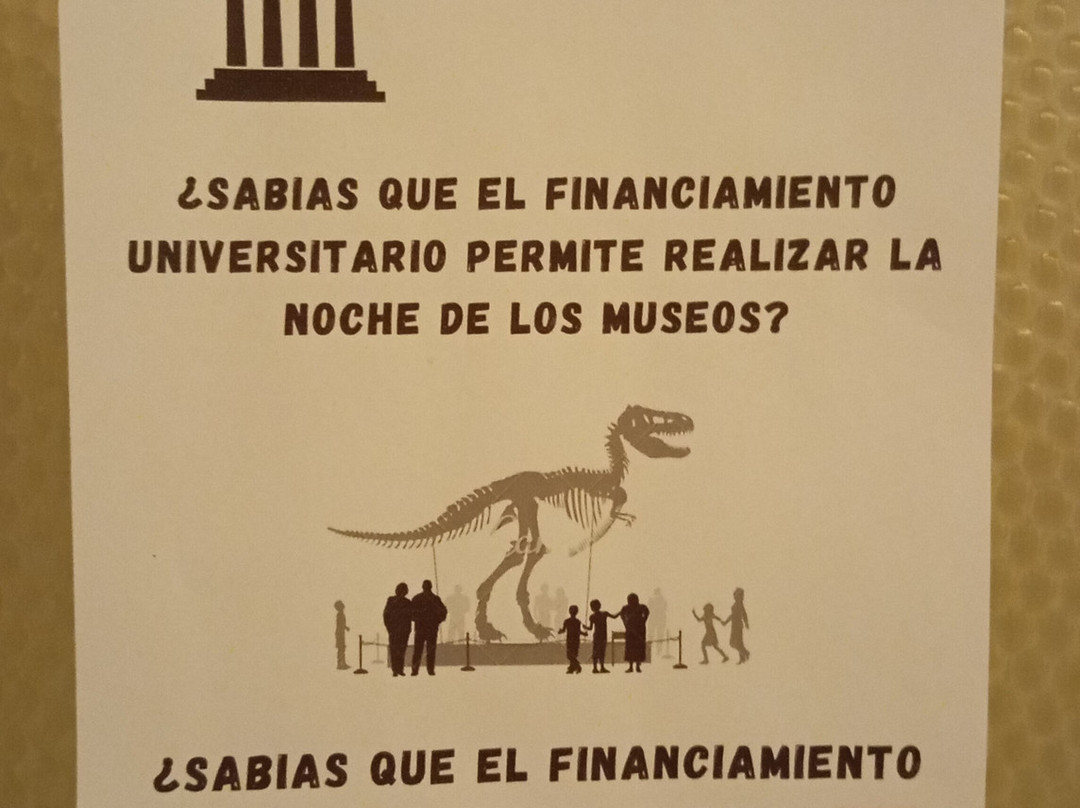 ¿SABIAS QUE EL FINANCIAMIENTO
UNIVERSITARIO PERMITE REALIZAR LA
NOCHE DE LOS MUSEOS?
¿SABIAS QUE EL FINANCIAMIENTO